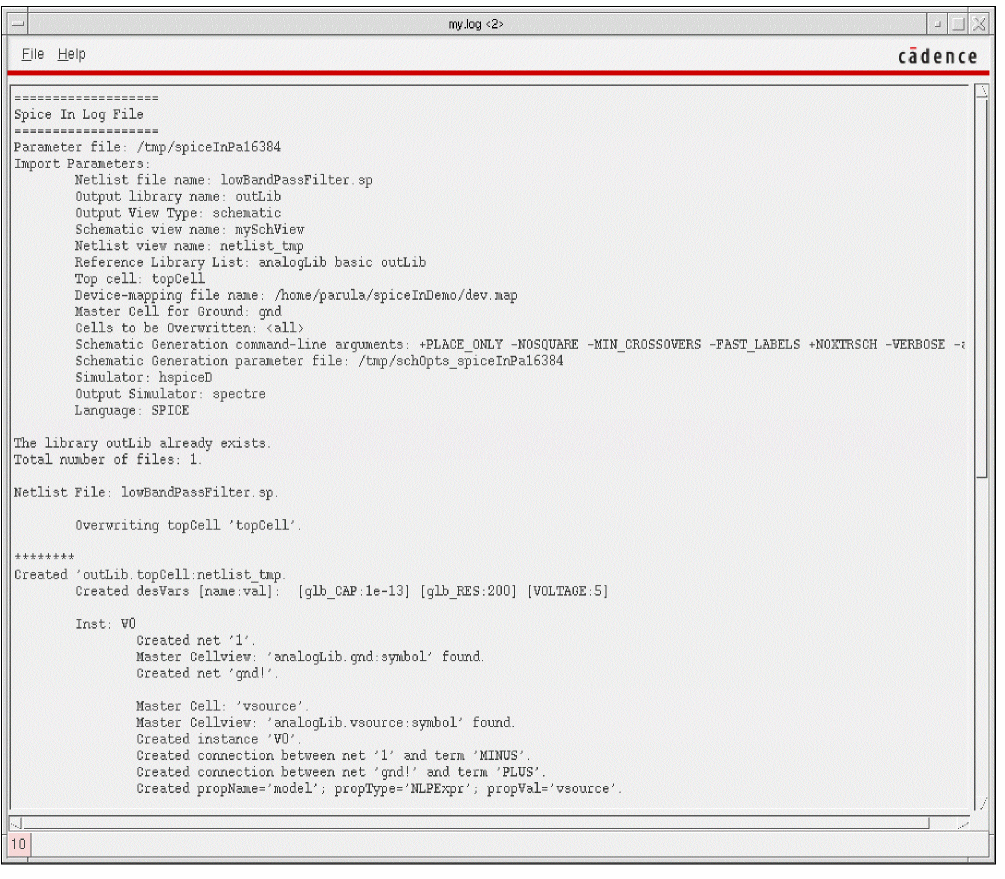 my.log <2>
File Help
cādence
===================
Spice In Log File
===================
Parameter file: /tmp/spiceInPa16384
Import Parameters:
Netlist file name: lowBandPassFilter.sp
Output library name: outLib
Output View Type: schematic
Schematic view name: mySchView
Netlist view name: netlist_tmp
Reference Library List: analogLib basic outLib
Top cell: topCell
Device-mapping file name: /home/parula/spiceInDemo/dev.map
Master Cell for Ground: gnd
Cells to be Overwritten: <all>
Schematic Generation command-line arguments: +PLACE_ONLY -NOSQUARE -MIN_CROSSOVERS -FAST_LABELS +NOXTRSCH -VERBOSE
Schematic Generation parameter file: /tmp/schOpts_spiceInPa16384
Simulator: hspiceD
Output Simulator: spectre
Language: SPICE
The library outLib already exists.
Total number of files: 1.
Netlist File: lowBandPassFilter.sp.
Overwriting topCell 'topCell'.
********
Created 'outLib.topCell:netlist_tmp.
Created desVars [name:val]: [glb_CAP:1e-13] [glb_RES:200] [VOLTAGE:5]
Inst: V0
Created net '1'.
Master Cellview: 'analogLib.gnd:symbol' found.
Created net 'gnd!'.
Master Cell: 'vsource'.
Master Cellview: 'analogLib.vsource:symbol' found.
Created instance 'V0'.
Created connection between net '1' and term 'MINUS'.
Created connection between net 'gnd!' and term 'PLUS'.
Created propName='model'; propType='NLPExpr'; propVal='vsource'.
10